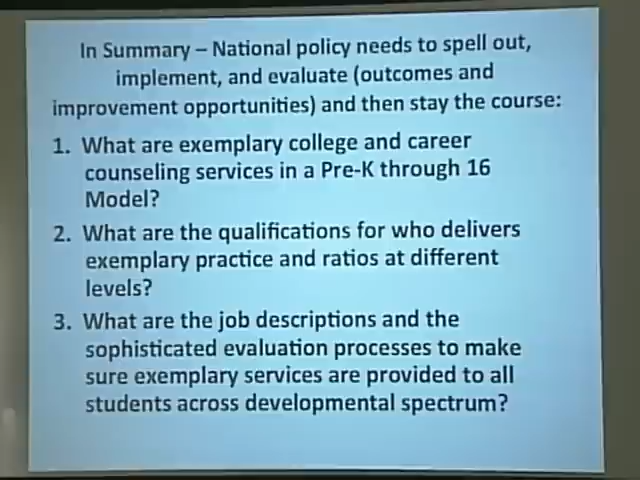 In Summary – National policy needs to spell out,
implement, and evaluate (outcomes and
improvement opportunities) and then stay the course:
1. What are exemplary college and career
counseling services in a Pre-K through 16
Model?
2. What are the qualifications for who delivers
exemplary practice and ratios at different
levels?
3. What are the job descriptions and the
sophisticated evaluation processes to make
sure exemplary services are provided to all
students across developmental spectrum?